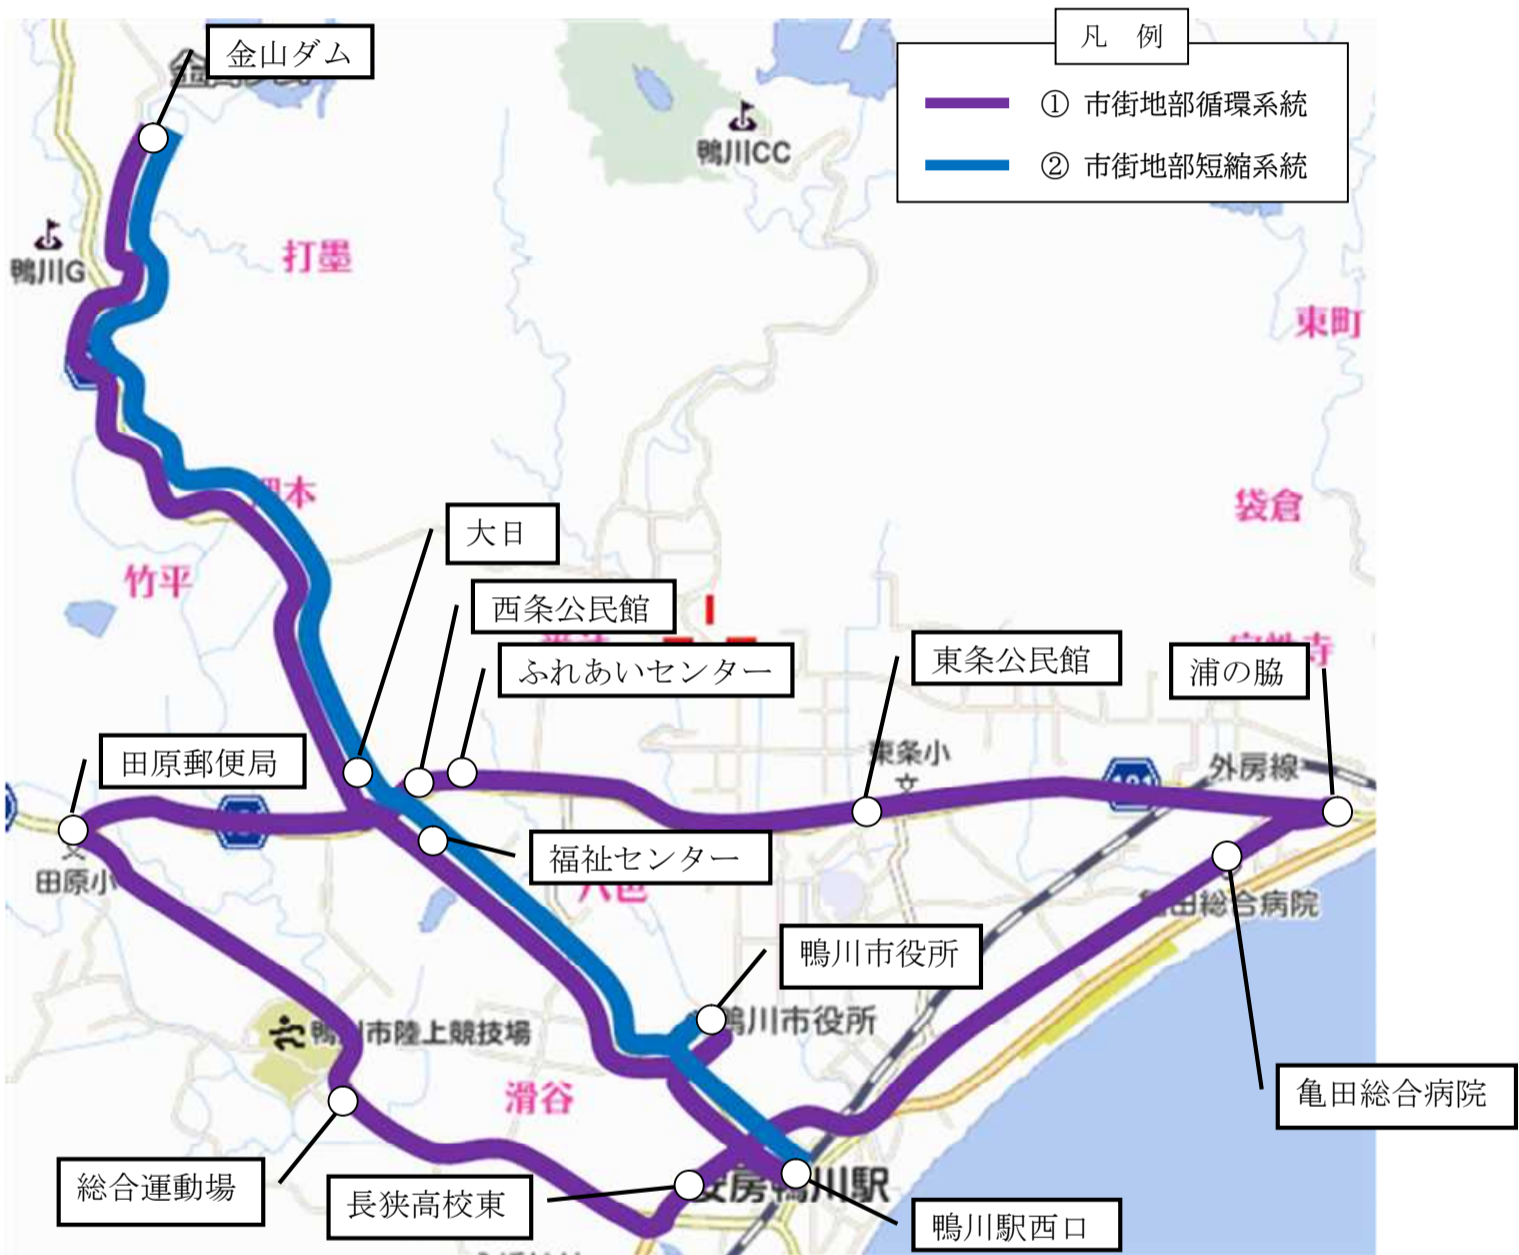 凡 例
① 市街地部循環系統
② 市街地部短縮系統
金山ダム
鴨川CC
鴨川G
打墨
東町
大日
袋倉
西条公民館
竹平
ふれあいセンター
東条公民館
浦の脇
田原郵便局
東条小
外房線
福祉センター
田原小
亀田総合病院
鴨川市役所
鴨川市役所
鴨川市陸上競技場
滑谷
亀田総合病院
総合運動場
長狭高校東
安房鴨川駅
鴨川駅西口